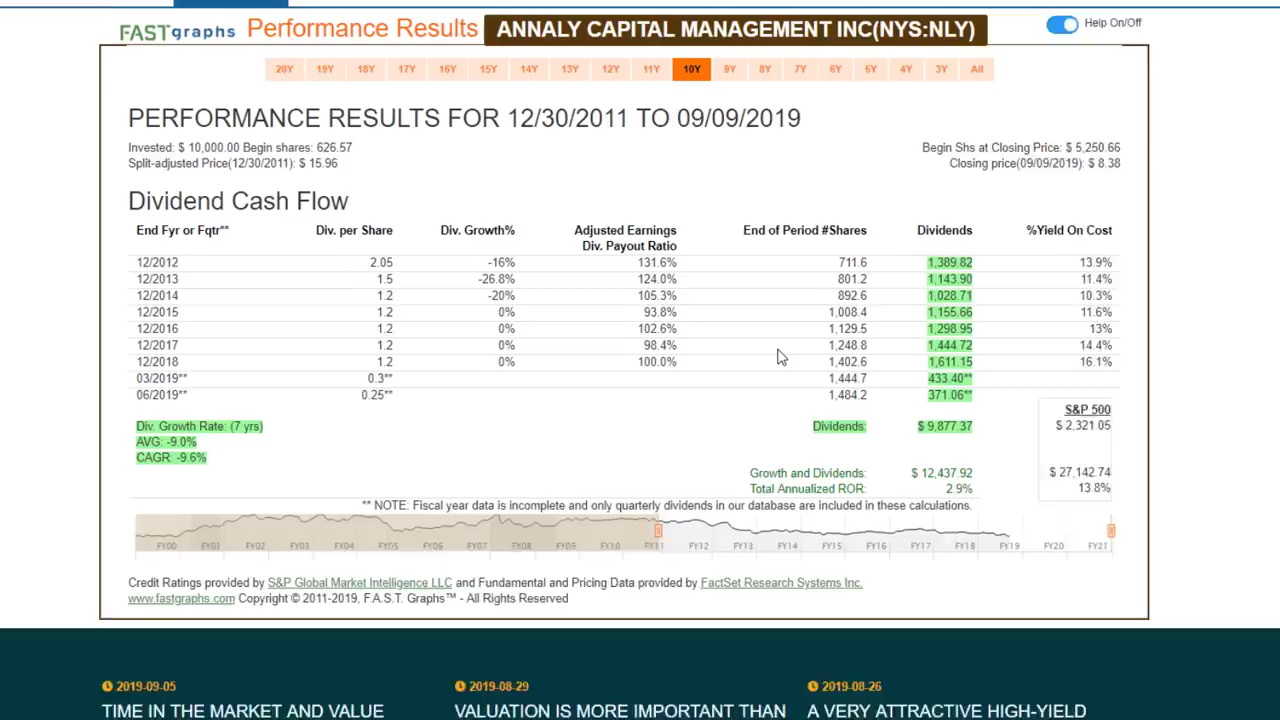 FASTgraphs Performance Results ANNALY CAPITAL MANAGEMENT INC(NYS:NLY) Help On/Off
20Y 19Y 18Y 17Y 16Y 15Y 14Y 13Y 12Y 11Y 10Y 9Y 8Y 7Y 6Y 5Y 4Y 3Y All
PERFORMANCE RESULTS FOR 12/30/2011 TO 09/09/2019
Invested: $ 10,000.00 Begin shares: 626.57 Begin Shs at Closing Price: $ 5,250.66
Split-adjusted Price(12/30/2011): $ 15.96 Closing price(09/09/2019): $ 8.38
Dividend Cash Flow
End Fyr or Fqtr** Div. per Share Div. Growth% Adjusted Earnings End of Period #Shares Dividends %Yield On Cost
Div. Payout Ratio
12/2012 2.05 -16% 131.6% 711.6 1,389.82 13.9%
12/2013 1.5 -26.8% 124.0% 801.2 1,143.90 11.4%
12/2014 1.2 -20% 105.3% 892.6 1,028.71 10.3%
12/2015 1.2 0% 93.8% 1,008.4 1,155.66 11.6%
12/2016 1.2 0% 102.6% 1,129.5 1,298.95 13%
12/2017 1.2 0% 98.4% 1,248.8 1,444.72 14.4%
12/2018 1.2 0% 100.0% 1,402.6 1,611.15 16.1%
03/2019** 0.3** 1,444.7 433.40**
06/2019** 0.25** 1,484.2 371.06**
S&P 500
Div. Growth Rate: (7 yrs) Dividends: $ 9,877.37 $ 2,321.05
AVG: -9.0%
CAGR: -9.6%
Growth and Dividends: $ 12,437.92 $ 27,142.74
Total Annualized ROR: 2.9% 13.8%
** NOTE: Fiscal year data is incomplete and only quarterly dividends in our database are included in these calculations.
FY00 FY01 FY02 FY03 FY04 FY05 FY06 FY07 FY08 FY09 FY10 FY11 FY12 FY13 FY14 FY15 FY16 FY17 FY18 FY19 FY20 FY21
Credit Ratings provided by S&P Global Market Intelligence LLC and Fundamental and Pricing Data provided by FactSet Research Systems Inc.
www.fastgraphs.com Copyright © 2011-2019, F.A.S.T. Graphs™ - All Rights Reserved
2019-09-05 2019-08-29 2019-08-26
TIME IN THE MARKET AND VALUE VALUATION IS MORE IMPORTANT THAN A VERY ATTRACTIVE HIGH-YIELD